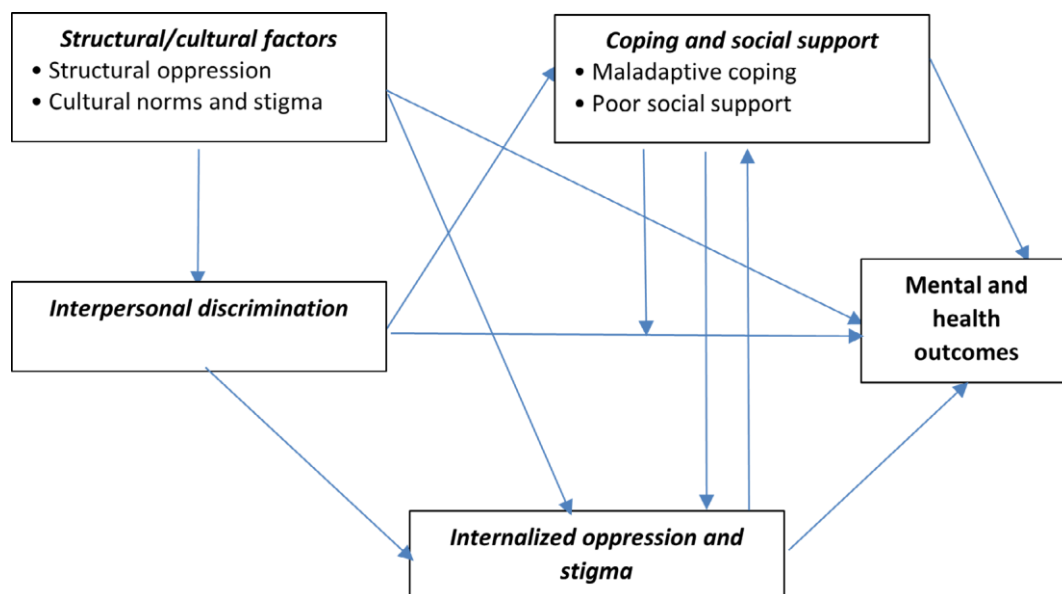 Structural/cultural factors
• Structural oppression
• Cultural norms and stigma
Coping and social support
• Maladaptive coping
• Poor social support
Interpersonal discrimination
Mental and
health
outcomes
Internalized oppression and
stigma